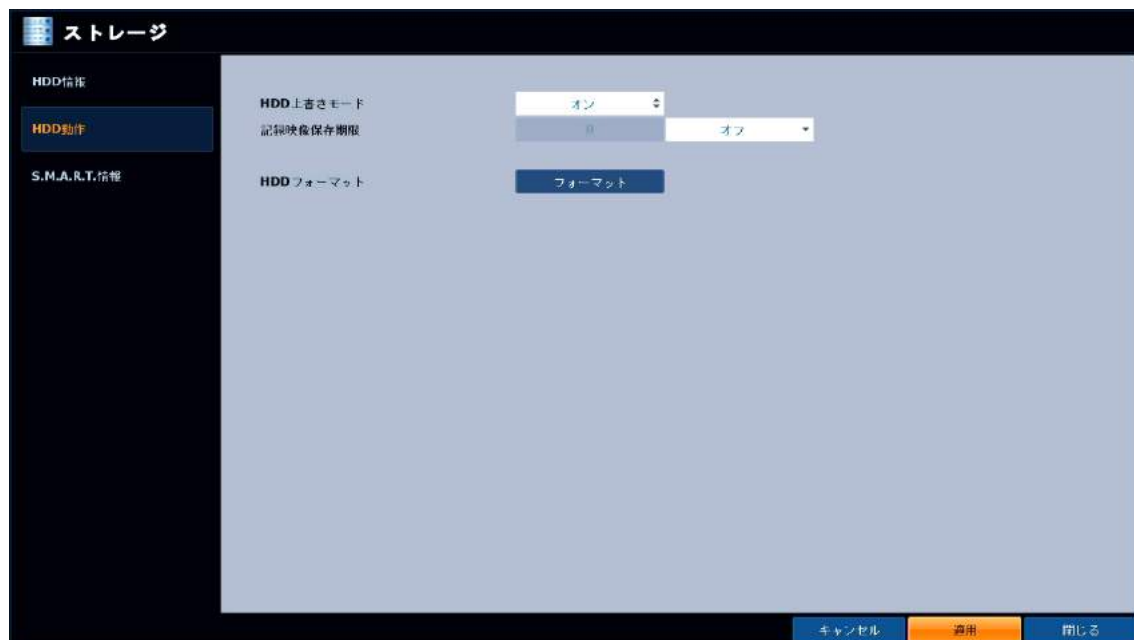 ストレージ
HDD情報
HDD動作
S.M.A.R.T.情報
HDD上書きモード オン
記録映像保存期限 0 オフ
HDDフォーマット フォーマット
キャンセル 適用 閉じる